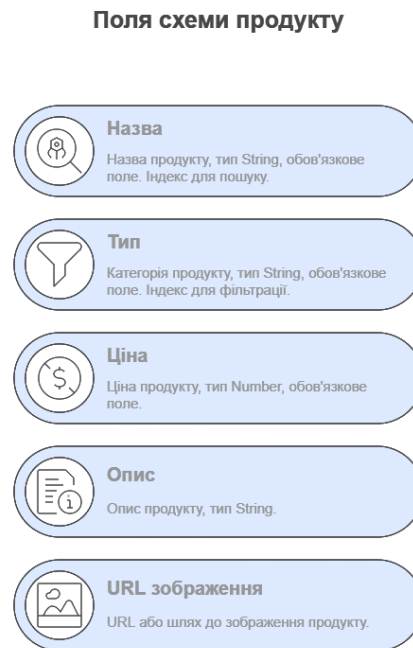 Поля схеми продукту
Назва
Назва продукту, тип String, обов'язкове
поле. Індекс для пошуку.
Тип
Категорія продукту, тип String, обов'язкове
поле. Індекс для фільтрації.
Ціна
Ціна продукту, тип Number, обов'язкове
поле.
Опис
Опис продукту, тип String.
URL зображення
URL або шлях до зображення продукту.